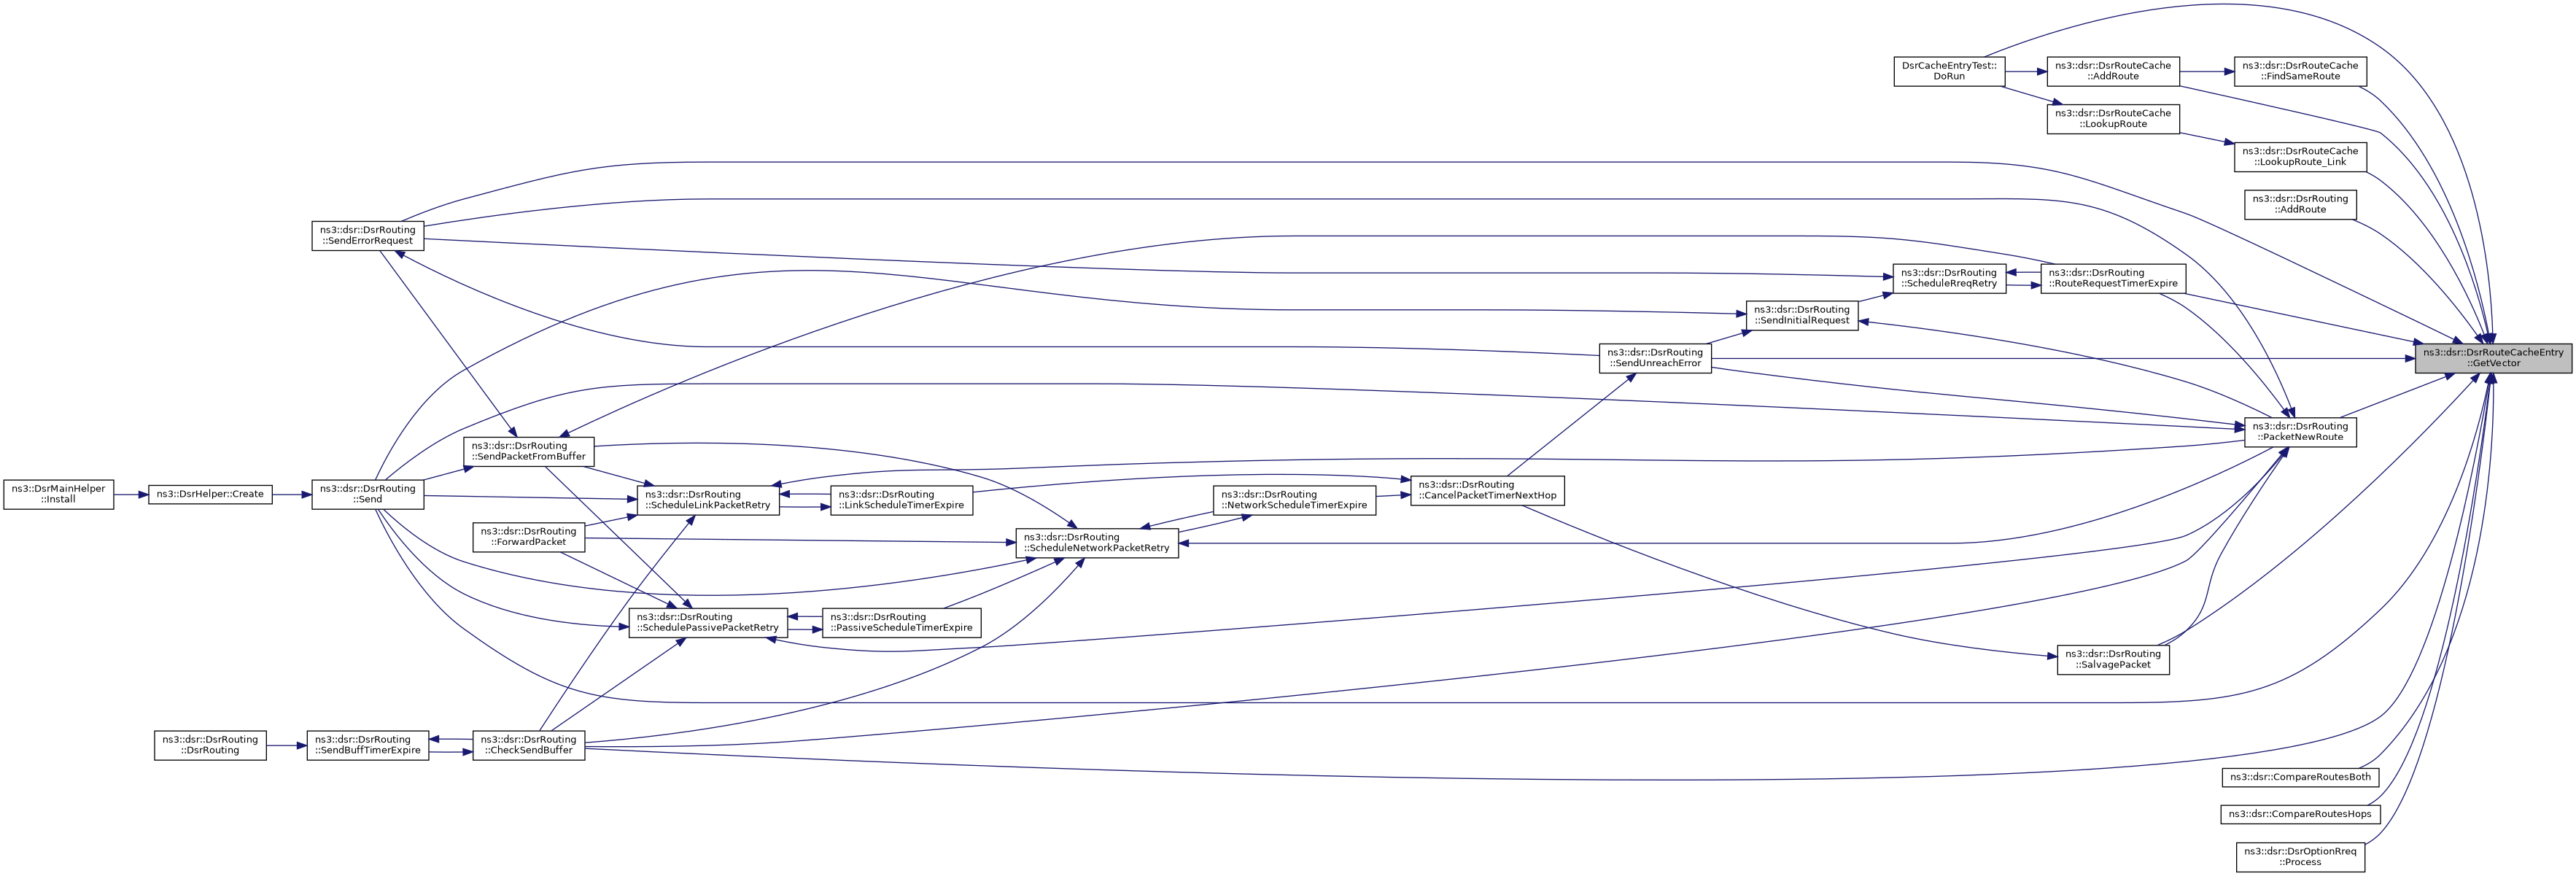 DsrCacheEntryTest::
DoRun
ns3::dsr::DsrRouteCache
::AddRoute
ns3::dsr::DsrRouteCache
::FindSameRoute
ns3::dsr::DsrRouteCache
::LookupRoute
ns3::dsr::DsrRouteCache
::LookupRoute_Link
ns3::dsr::DsrRouting
::AddRoute
ns3::dsr::DsrRouting
::SendErrorRequest
ns3::dsr::DsrRouting
::ScheduleRreqRetry
ns3::dsr::DsrRouting
::RouteRequestTimerExpire
ns3::dsr::DsrRouting
::SendInitialRequest
ns3::dsr::DsrRouting
::SendUnreachError
ns3::dsr::DsrRouteCacheEntry
::GetVector
ns3::dsr::DsrRouting
::PacketNewRoute
ns3::dsr::DsrRouting
::SendPacketFromBuffer
ns3::DsrMainHelper
::Install
ns3::DsrHelper::Create
ns3::dsr::DsrRouting
::Send
ns3::dsr::DsrRouting
::ScheduleLinkPacketRetry
ns3::dsr::DsrRouting
::LinkScheduleTimerExpire
ns3::dsr::DsrRouting
::NetworkScheduleTimerExpire
ns3::dsr::DsrRouting
::CancelPacketTimerNextHop
ns3::dsr::DsrRouting
::ForwardPacket
ns3::dsr::DsrRouting
::ScheduleNetworkPacketRetry
ns3::dsr::DsrRouting
::SchedulePassivePacketRetry
ns3::dsr::DsrRouting
::PassiveScheduleTimerExpire
ns3::dsr::DsrRouting
::SalvagePacket
ns3::dsr::DsrRouting
::DsrRouting
ns3::dsr::DsrRouting
::SendBuffTimerExpire
ns3::dsr::DsrRouting
::CheckSendBuffer
ns3::dsr::CompareRoutesBoth
ns3::dsr::CompareRoutesHops
ns3::dsr::DsrOptionRreq
::Process